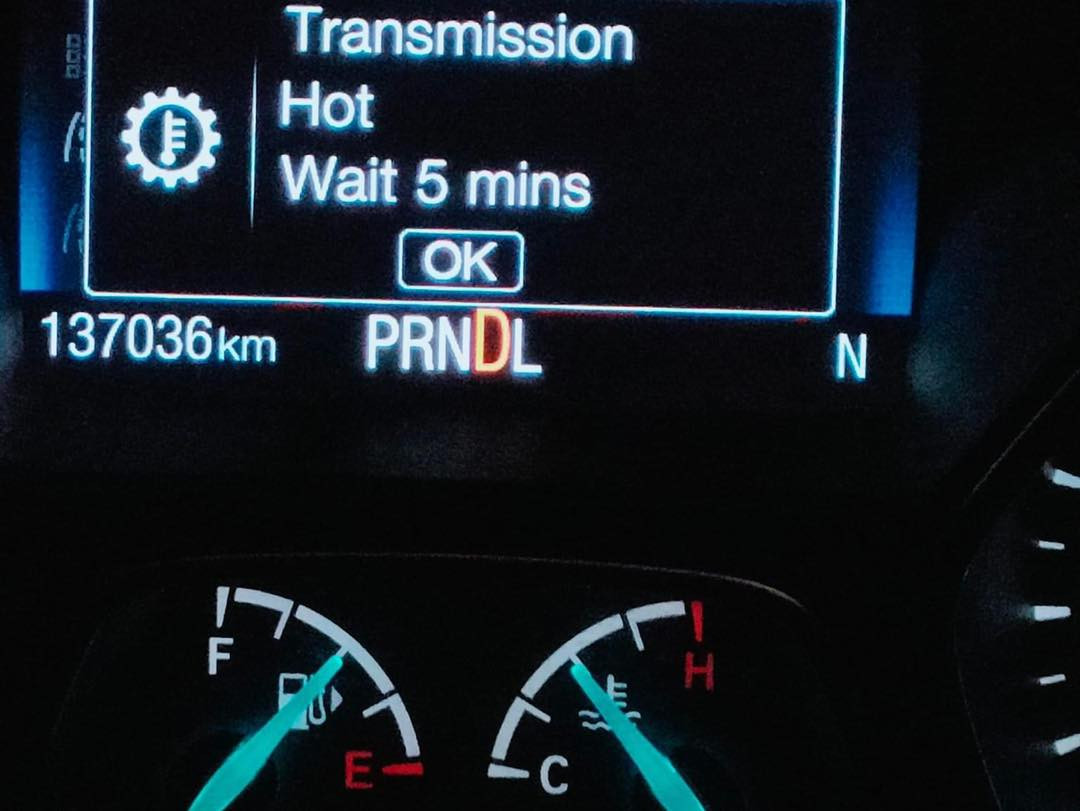 Transmission
Hot
Wait 5 mins
OK
137036km PRNDL N
F H
E C